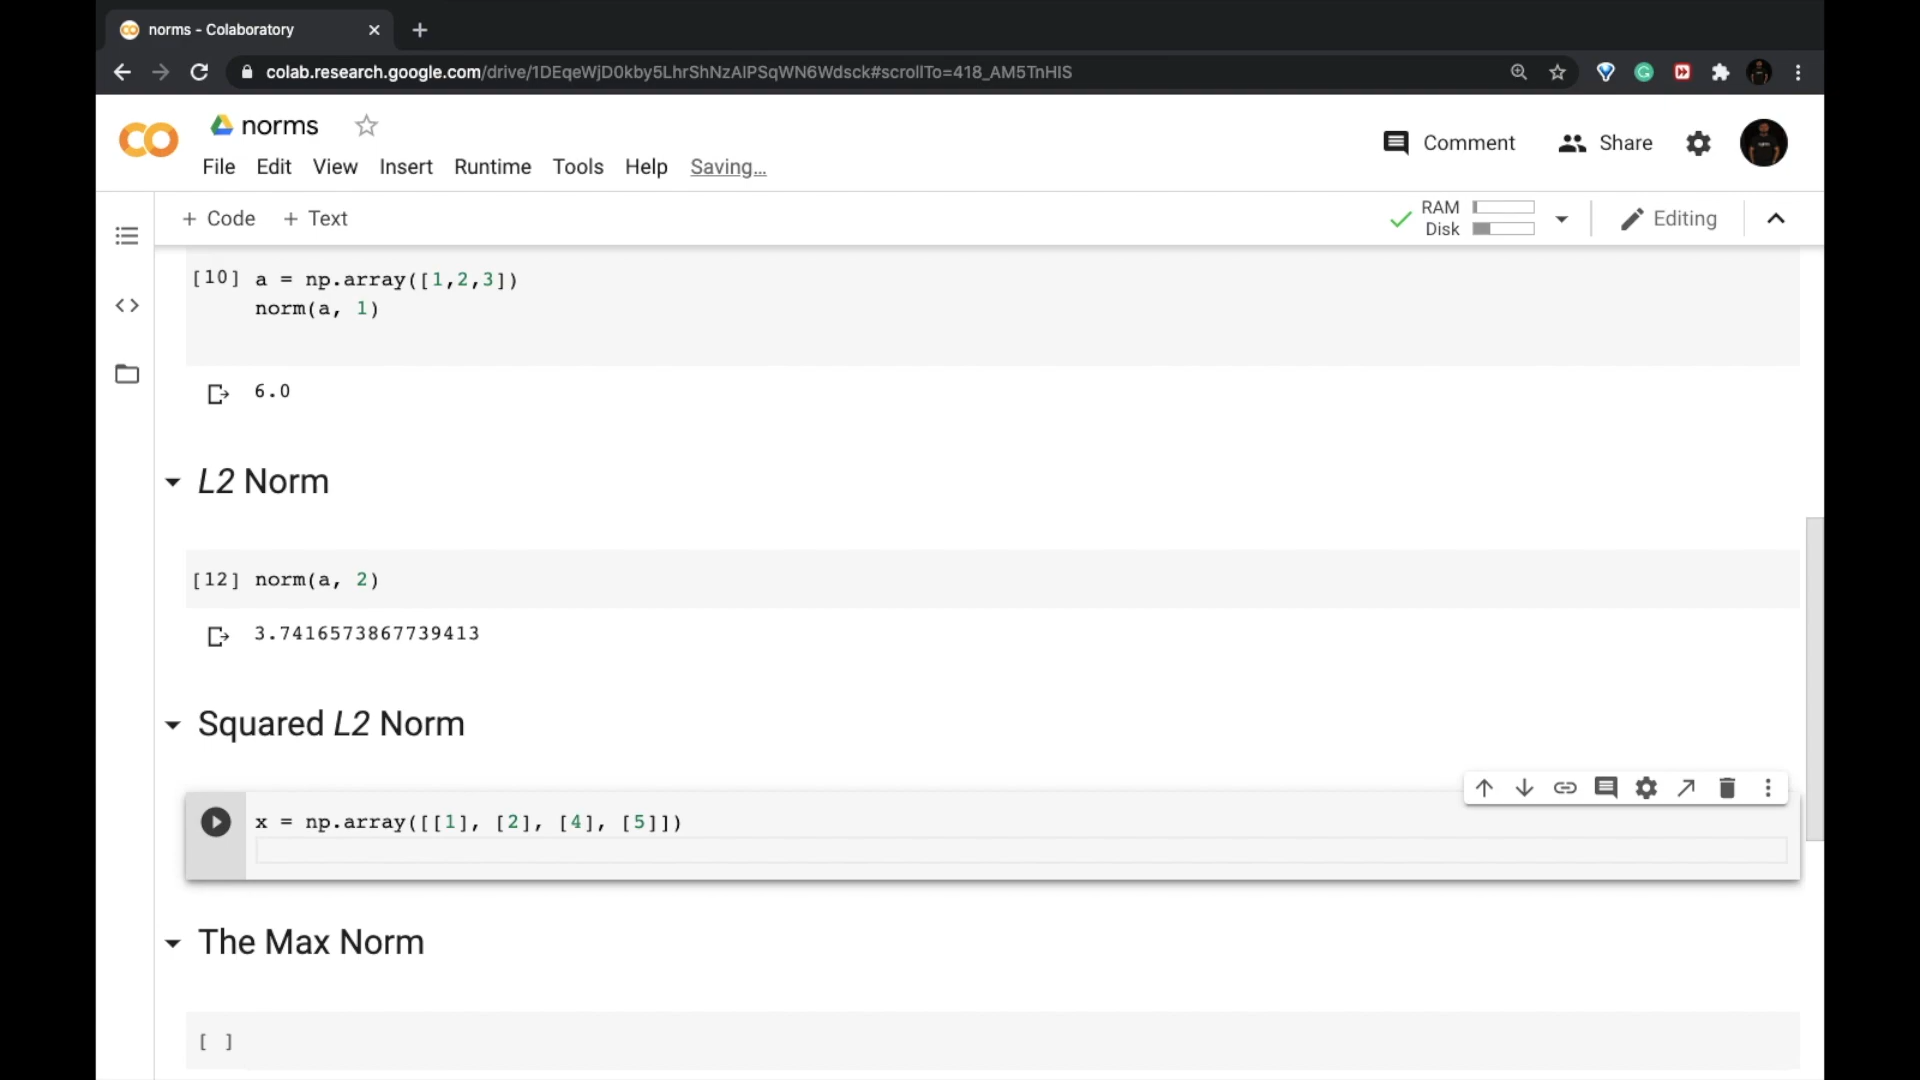 norms - Colaboratory
colab.research.google.com/drive/1DEqeWjD0kby5LhrShNzAIPSqWN6Wdsck#scrollTo=418_AM5TnHIS
norms
Comment Share
File Edit View Insert Runtime Tools Help Saving...
+ Code + Text
RAM
Disk
Editing
[10] a = np.array([1,2,3])
norm(a, 1)
6.0
L2 Norm
[12] norm(a, 2)
3.7416573867739413
Squared L2 Norm
x = np.array([[1], [2], [4], [5]])
The Max Norm
[ ]